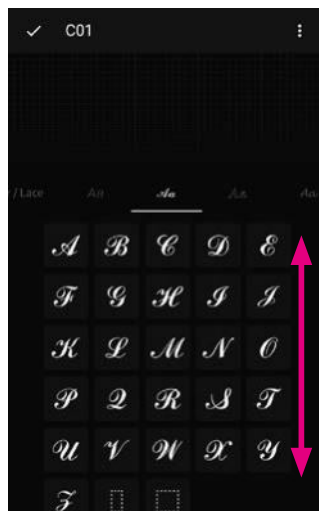 C01
/ Lace Aa Aa Aa Aa
A B C D E
F G H I J
K L M N O
P Q R S T
U V W X Y
Z